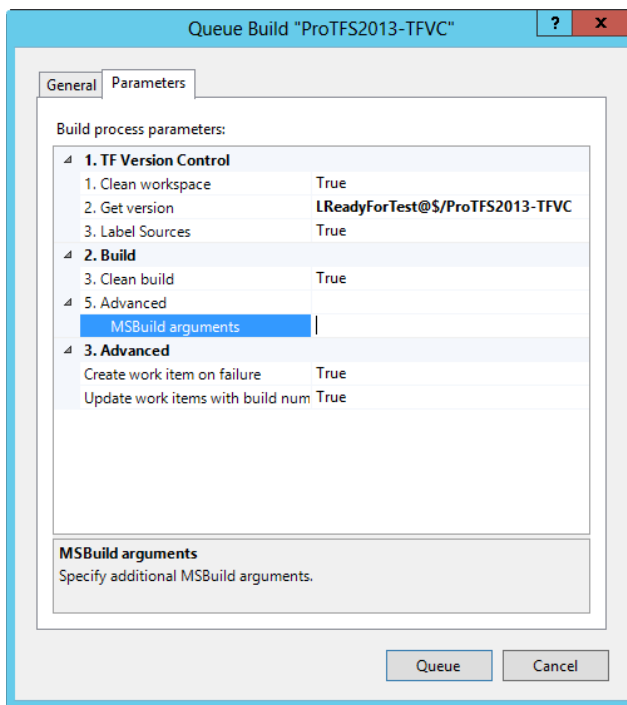 Queue Build "ProTFS2013-TFVC"
? x
General Parameters
Build process parameters:
1. TF Version Control
1. Clean workspace True
2. Get version LReadyForTest@$/ProTFS2013-TFVC
3. Label Sources True
2. Build
3. Clean build True
5. Advanced
MSBuild arguments
3. Advanced
Create work item on failure True
Update work items with build num True
MSBuild arguments
Specify additional MSBuild arguments.
Queue Cancel